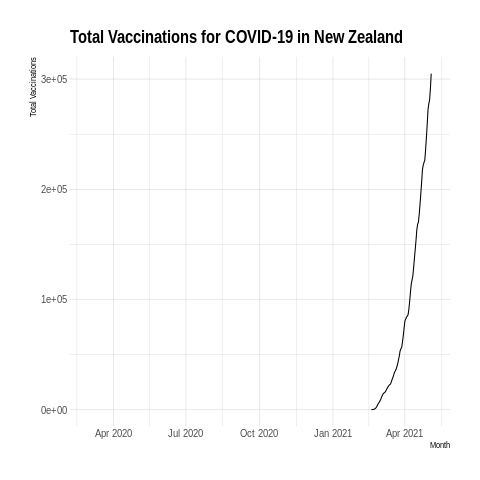 Total Vaccinations for COVID-19 in New Zealand
Total Vaccinations
3e+05
2e+05
1e+05
0e+00
Apr 2020 Jul 2020 Oct 2020 Jan 2021 Apr 2021
Month